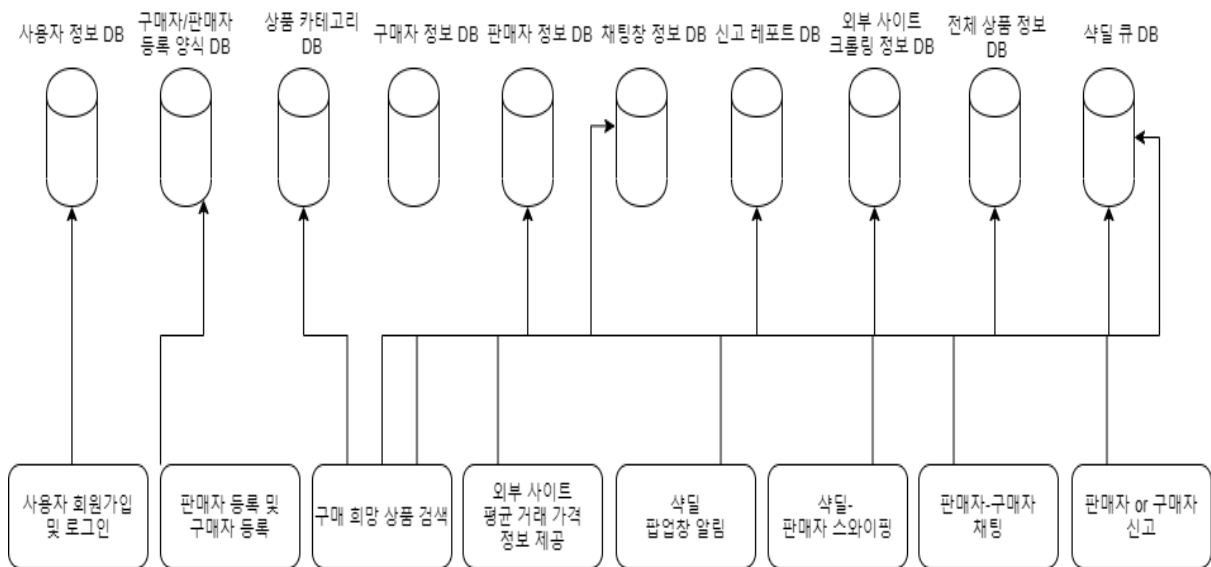 사용자 정보 DB
구매자/판매자
등록 양식 DB
상품 카테고리
DB
구매자 정보 DB
판매자 정보 DB
채팅창 정보 DB
신고 레포트 DB
외부 사이트
크롤링 정보 DB
전체 상품 정보
DB
샥딜 큐 DB
사용자 회원가입
및 로그인
판매자 등록 및
구매자 등록
구매 희망 상품 검색
외부 사이트
평균 거래 가격
정보 제공
샥딜
팝업창 알림
샥딜-
판매자 스와이핑
판매자-구매자
채팅
판매자 or 구매자
신고